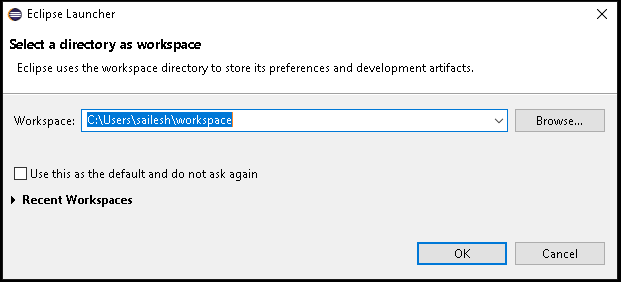 Eclipse Launcher
Select a directory as workspace
Eclipse uses the workspace directory to store its preferences and development artifacts.
Workspace: C:\Users\sailesh\workspace Browse...
Use this as the default and do not ask again
Recent Workspaces
OK Cancel